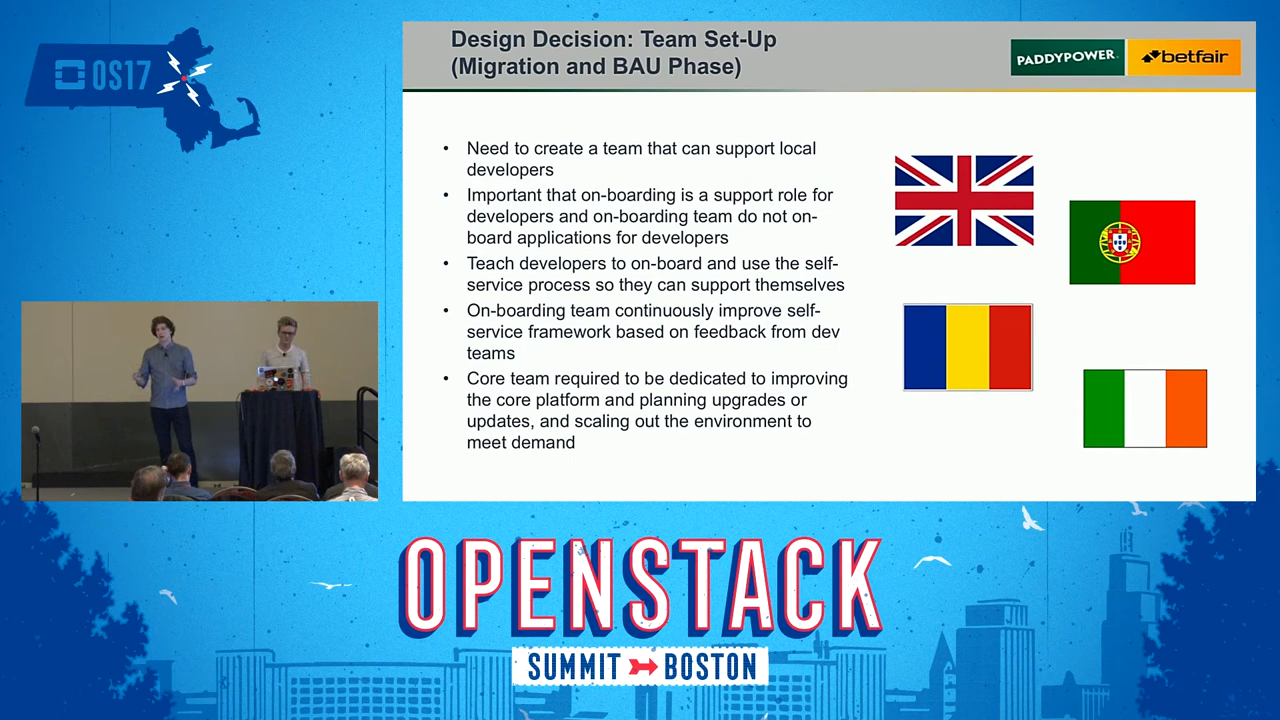 OS17
Design Decision: Team Set-Up
(Migration and BAU Phase)
PADDYPOWER.
betfair
• Need to create a team that can support local
developers
• Important that on-boarding is a support role for
developers and on-boarding team do not on-
board applications for developers
• Teach developers to on-board and use the self-
service process so they can support themselves
• On-boarding team continuously improve self-
service framework based on feedback from dev
teams
• Core team required to be dedicated to improving
the core platform and planning upgrades or
updates, and scaling out the environment to
meet demand
OPENSTACK
SUMMIT BOSTON